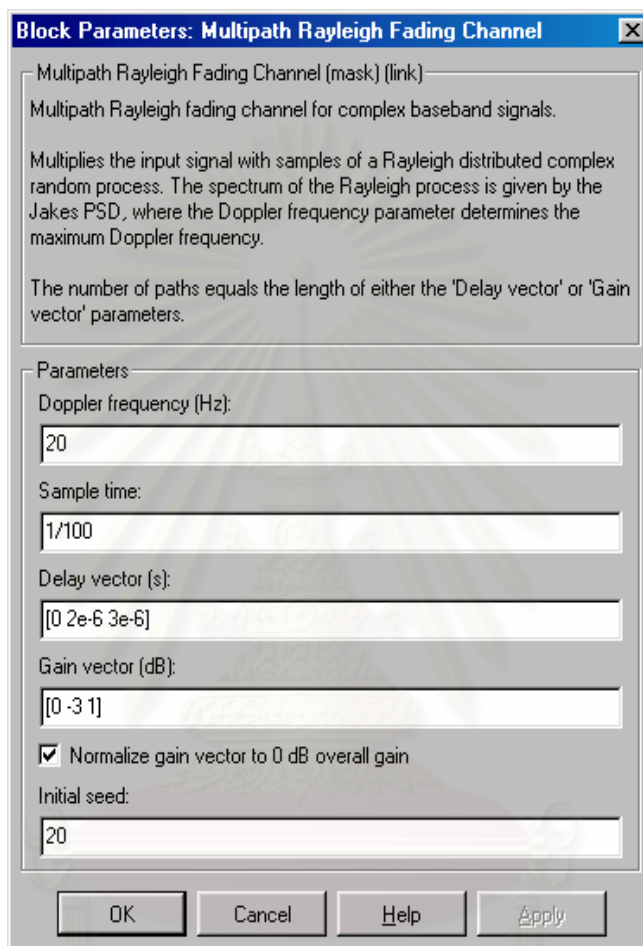 Block Parameters: Multipath Rayleigh Fading Channel
Multipath Rayleigh Fading Channel (mask) (link)
Multipath Rayleigh fading channel for complex baseband signals.
Multiplies the input signal with samples of a Rayleigh distributed complex
random process. The spectrum of the Rayleigh process is given by the
Jakes PSD, where the Doppler frequency parameter determines the
maximum Doppler frequency.
The number of paths equals the length of either the 'Delay vector' or 'Gain
vector' parameters.
Parameters
Doppler frequency (Hz):
20
Sample time:
1/100
Delay vector (s):
[0 2e-6 3e-6]
Gain vector (dB):
[0 -3 1]
Normalize gain vector to 0 dB overall gain
Initial seed:
20
OK Cancel Help Apply